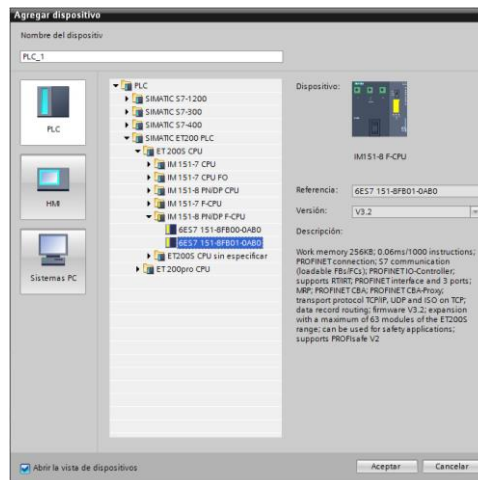 Agregar dispositivo
Nombre del dispositiv
PLC_1
PLC
HMI
Sistemas PC
PLC
SIMATIC S7-1200
SIMATIC S7-300
SIMATIC S7-400
SIMATIC ET200 PLC
ET 200S CPU
IM 151-7 CPU
IM 151-7 CPU FO
IM 151-8 PN/DP CPU
IM 151-7 F-CPU
IM 151-8 PN/DP F-CPU
6ES7 151-8FB00-0AB0
6ES7 151-8FB01-0AB0
ET200S CPU sin especificar
ET 200pro CPU
Dispositivo:
IM151-8 F-CPU
Referencia:
6ES7 151-8FB01-0AB0
Versión:
V3.2
Descripción:
Work memory 256KB; 0.06ms/1000 instructions;
PROFINET connection; S7 communication
(loadable FBs/FCs); PROFINET IO-Controller;
supports RT/IRT; PROFINET interface and 3 ports;
MRP; PROFINET CBA; PROFINET CBA-Proxy;
transport protocol TCP/IP, UDP and ISO on TCP;
data record routing; firmware V3.2; expansion
with a maximum of 63 modules of the ET200S
range; can be used for safety applications;
supports PROFIsafe V2
Abrir la vista de dispositivos
Aceptar
Cancelar